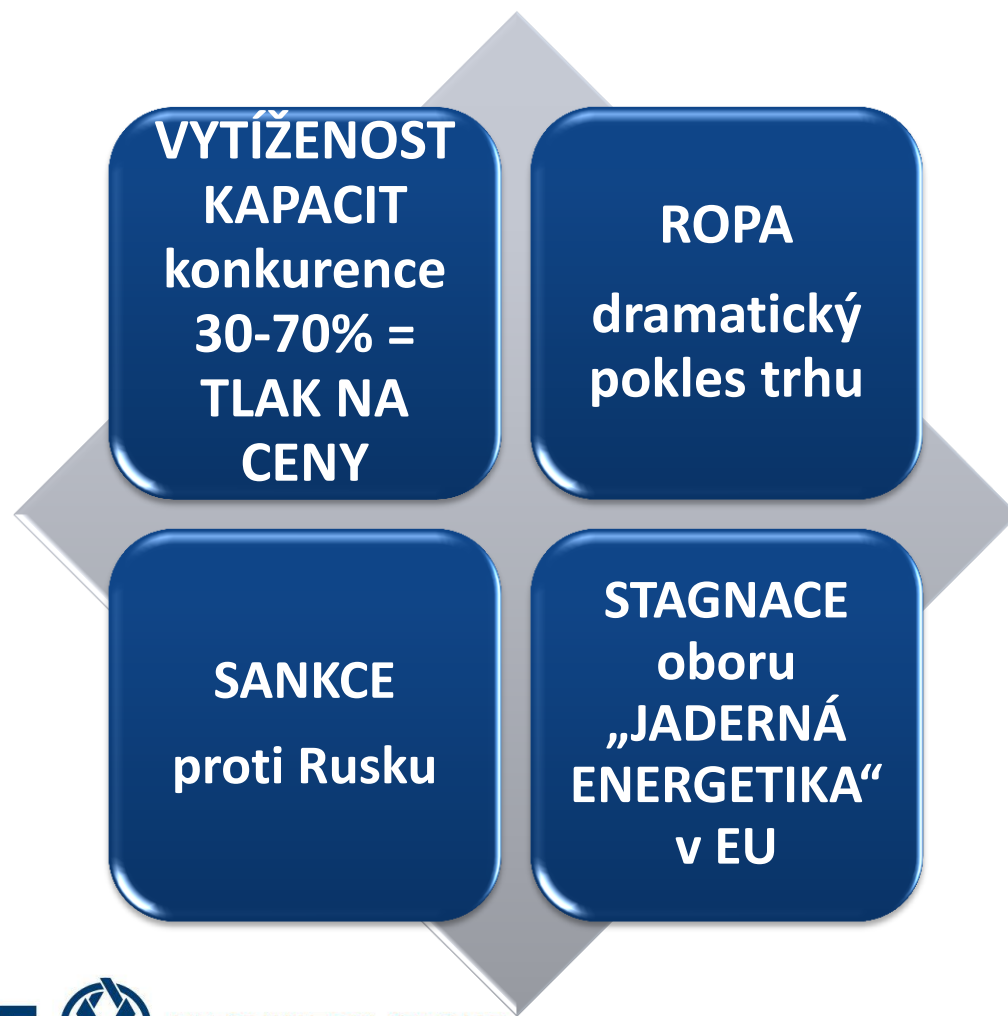 VYTÍŽENOST
KAPACIT
konkurence
30-70% =
TLAK NA
CENY
ROPA
dramatický
pokles trhu
SANKCE
proti Rusku
STAGNACE
oboru
„JADERNÁ
ENERGETIKA“
v EU